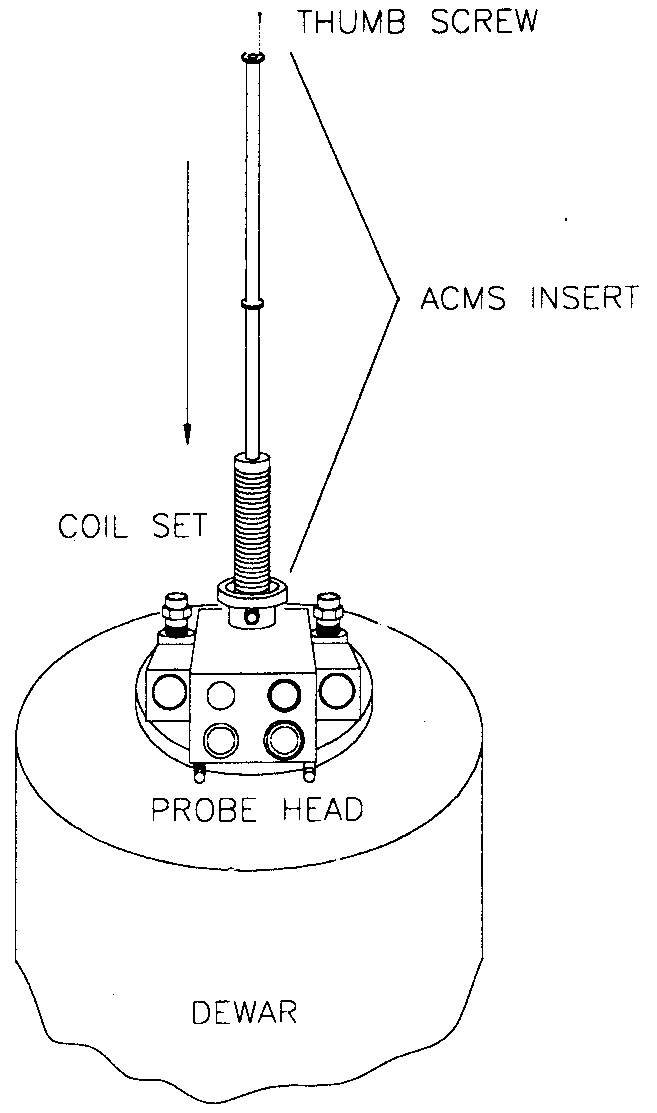 THUMB SCREW
ACMS INSERT
COIL SET
PROBE HEAD
DEWAR